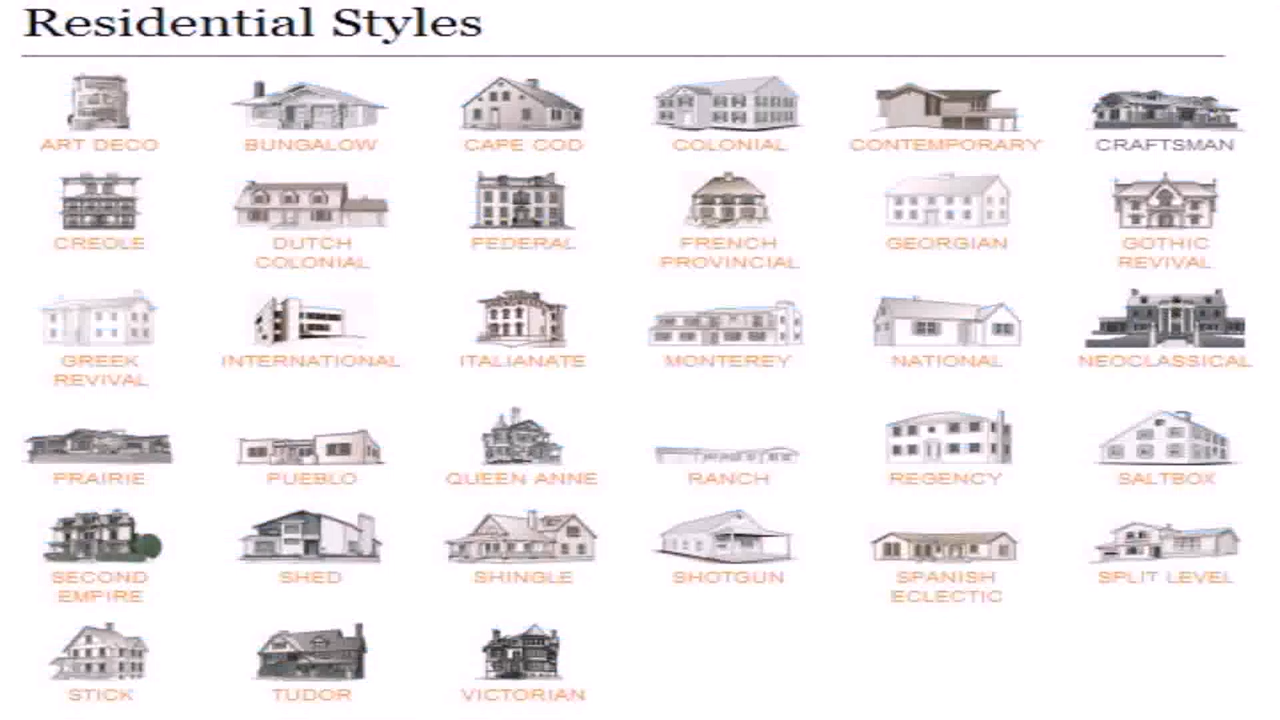 Residential Styles
ART DECO
BUNGALOW
CAPE COD
COLONIAL
CONTEMPORARY
CRAFTSMAN
CREOLE
DUTCH
COLONIAL
FEDERAL
FRENCH
PROVINCIAL
GEORGIAN
GOTHIC
REVIVAL
GREEK
REVIVAL
INTERNATIONAL
ITALIANATE
MONTEREY
NATIONAL
NEOCLASSICAL
PRAIRIE
PUEBLO
QUEEN ANNE
RANCH
REGENCY
SALTBOX
SECOND
EMPIRE
SHED
SHINGLE
SHOTGUN
SPANISH
ECLECTIC
SPLIT LEVEL
STICK
TUDOR
VICTORIAN